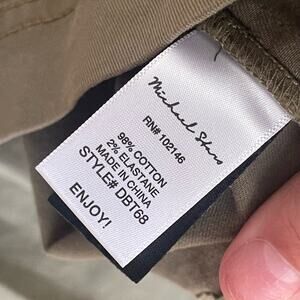 Michael Stars
RN# 102146
98% COTTON
2% ELASTANE
MADE IN CHINA
STYLE# DBT68
ENJOY!